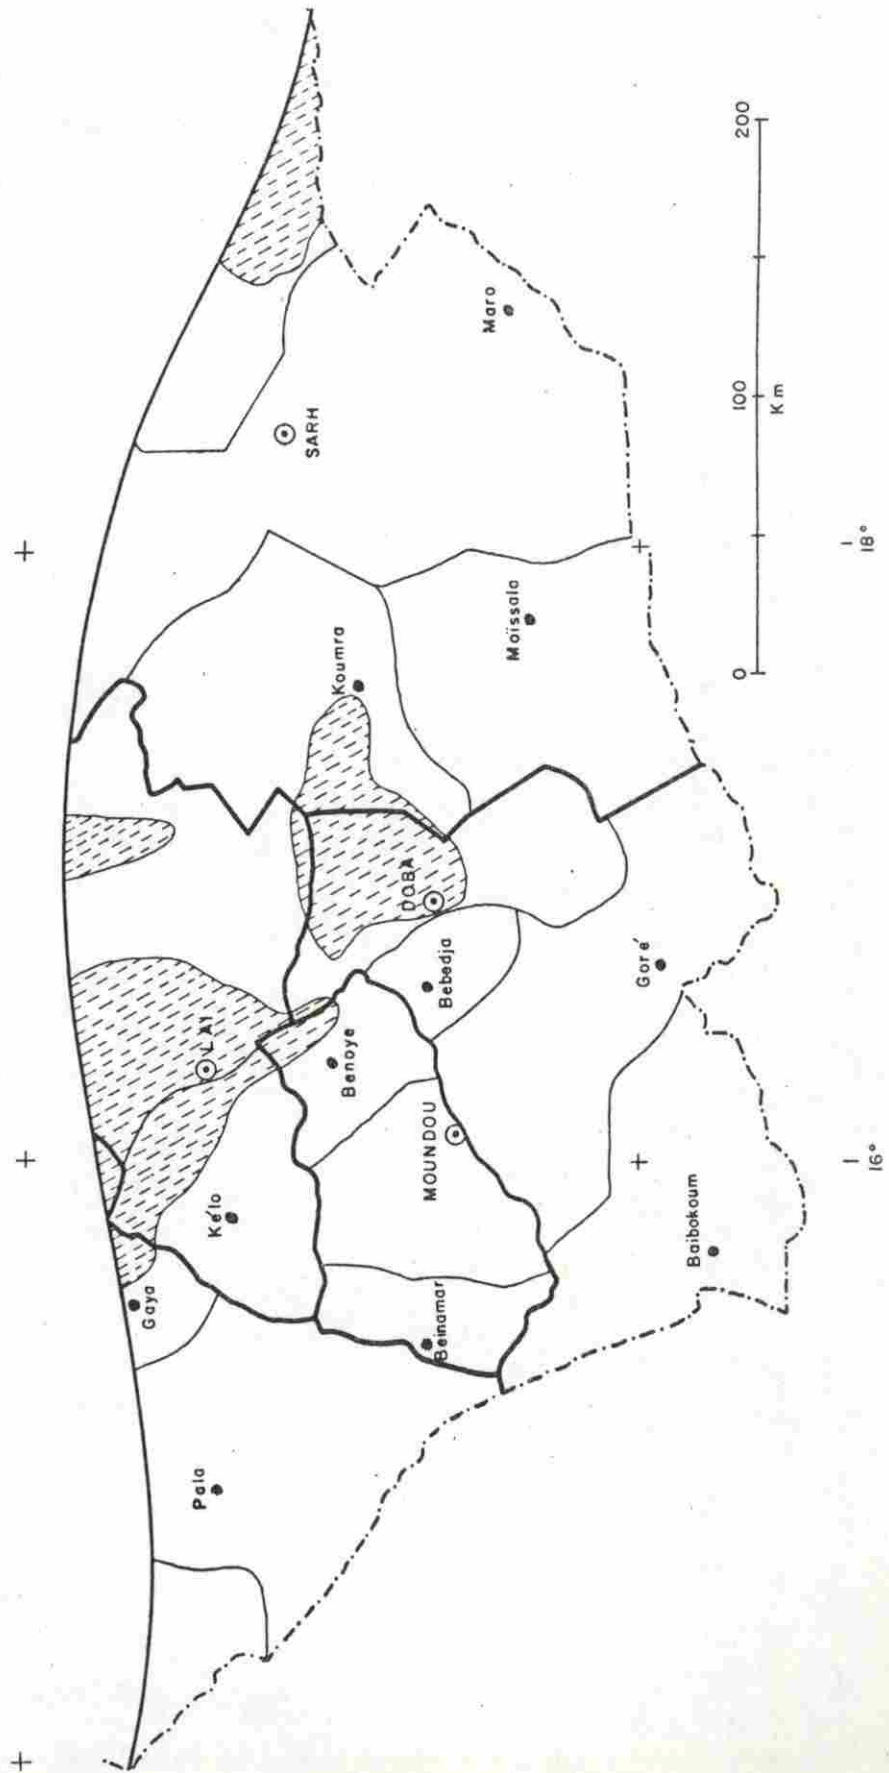 Pala
Gaya
Kélo
LAÏ
Beinamar
MOUNDOU
Benoye
Bebedja
DOBA
Koumra
SARH
Maro
Moïssala
Goré
Baibokoum
0
100
200
Km
16°
18°